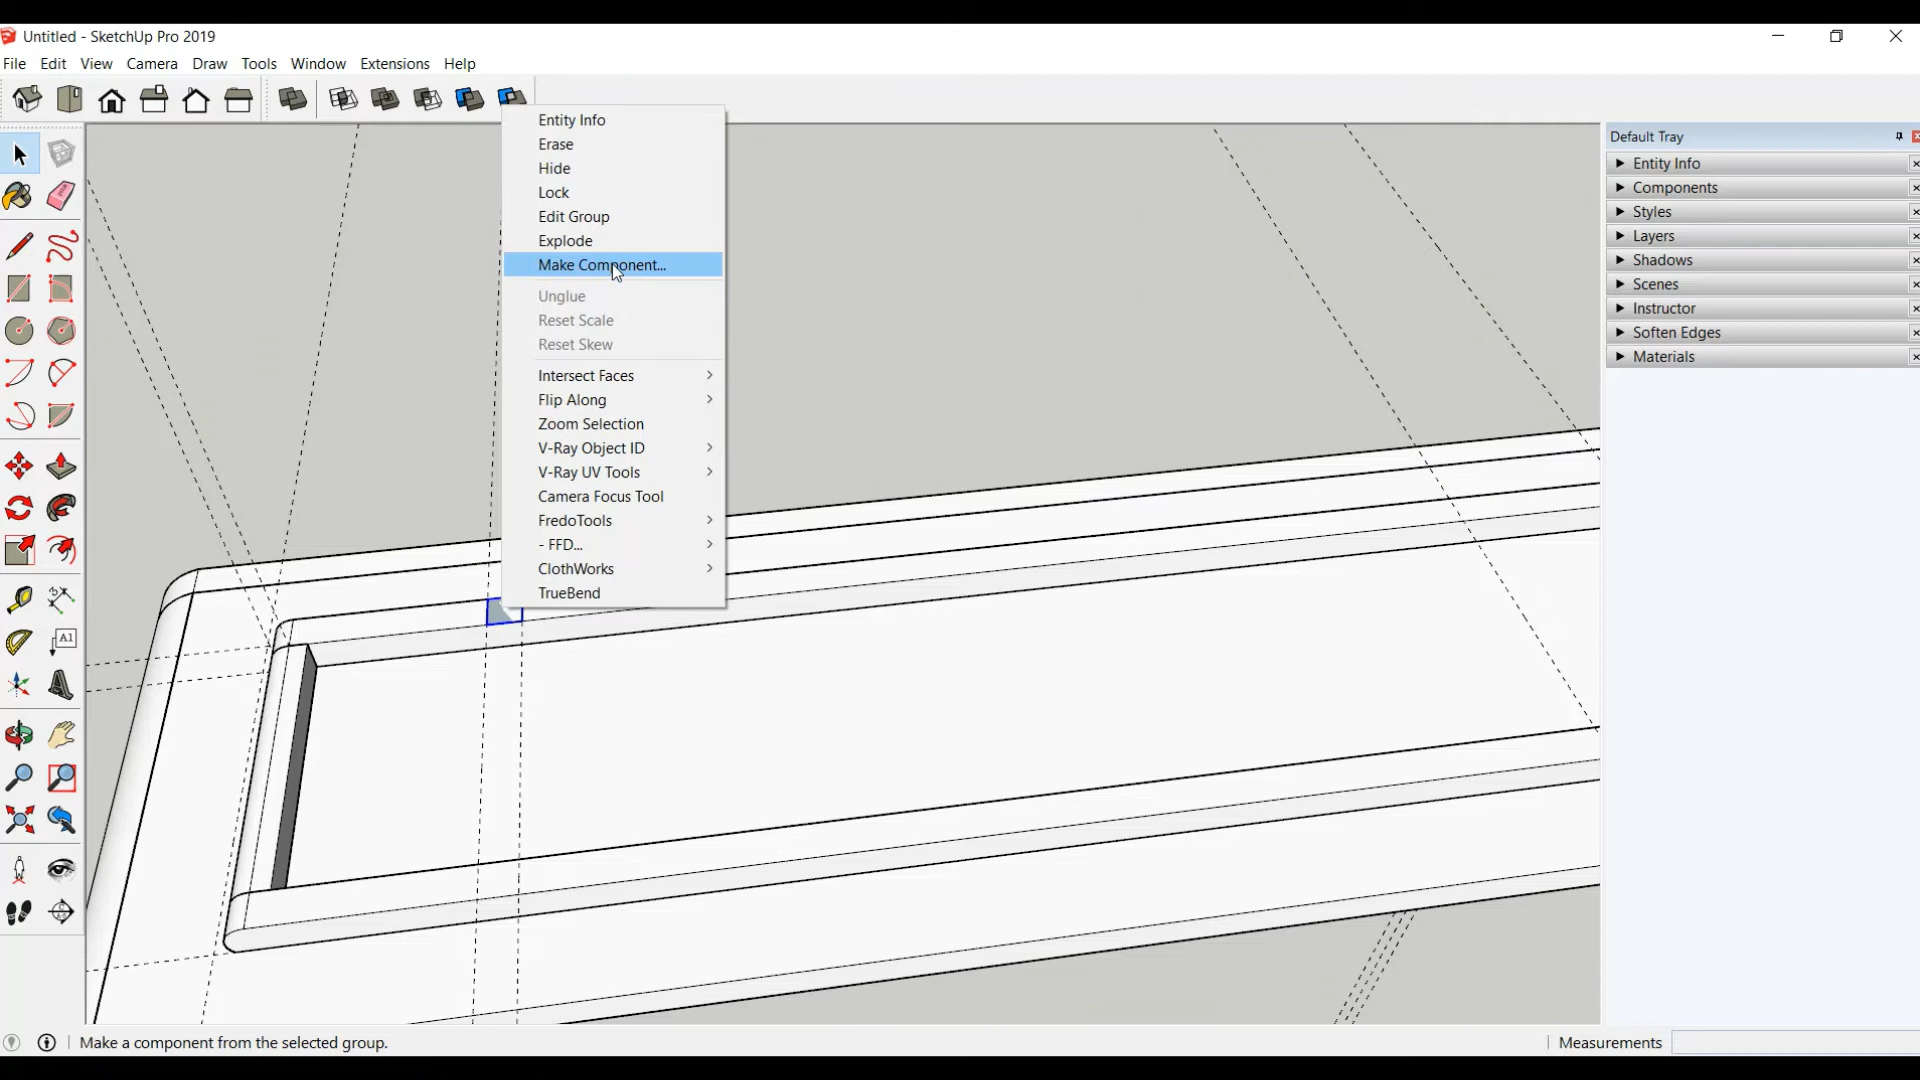 Untitled - SketchUp Pro 2019
File Edit View Camera Draw Tools Window Extensions Help
Entity Info
Erase
Hide
Lock
Edit Group
Explode
Make Component...
Unglue
Reset Scale
Reset Skew
Intersect Faces
Flip Along
Zoom Selection
V-Ray Object ID
V-Ray UV Tools
Camera Focus Tool
FredoTools
- FFD...
ClothWorks
TrueBend
Default Tray
Entity Info
Components
Styles
Layers
Shadows
Scenes
Instructor
Soften Edges
Materials
A1
Make a component from the selected group.
Measurements